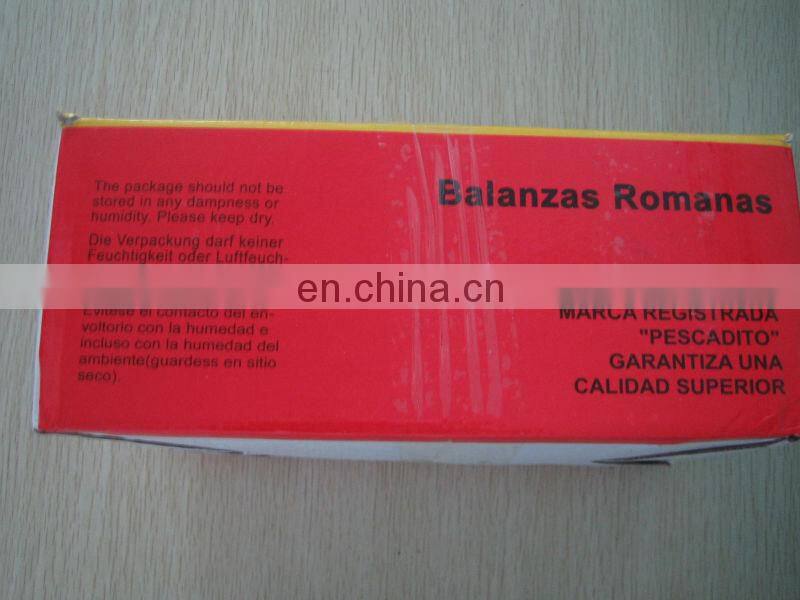 The package should not be
stored in any dampness or
humidity. Please keep dry.
Die Verpackung darf keiner
Feuchtigkeit oder Luftfeuch-
Evitese el contacto del en-
voltorio con la humedad e
incluso con la humedad del
ambiente(guardess en sitio
seco).
Balanzas Romanas
en.china.cn
MARCA REGISTRADA
"PESCADITO"
GARANTIZA UNA
CALIDAD SUPERIOR